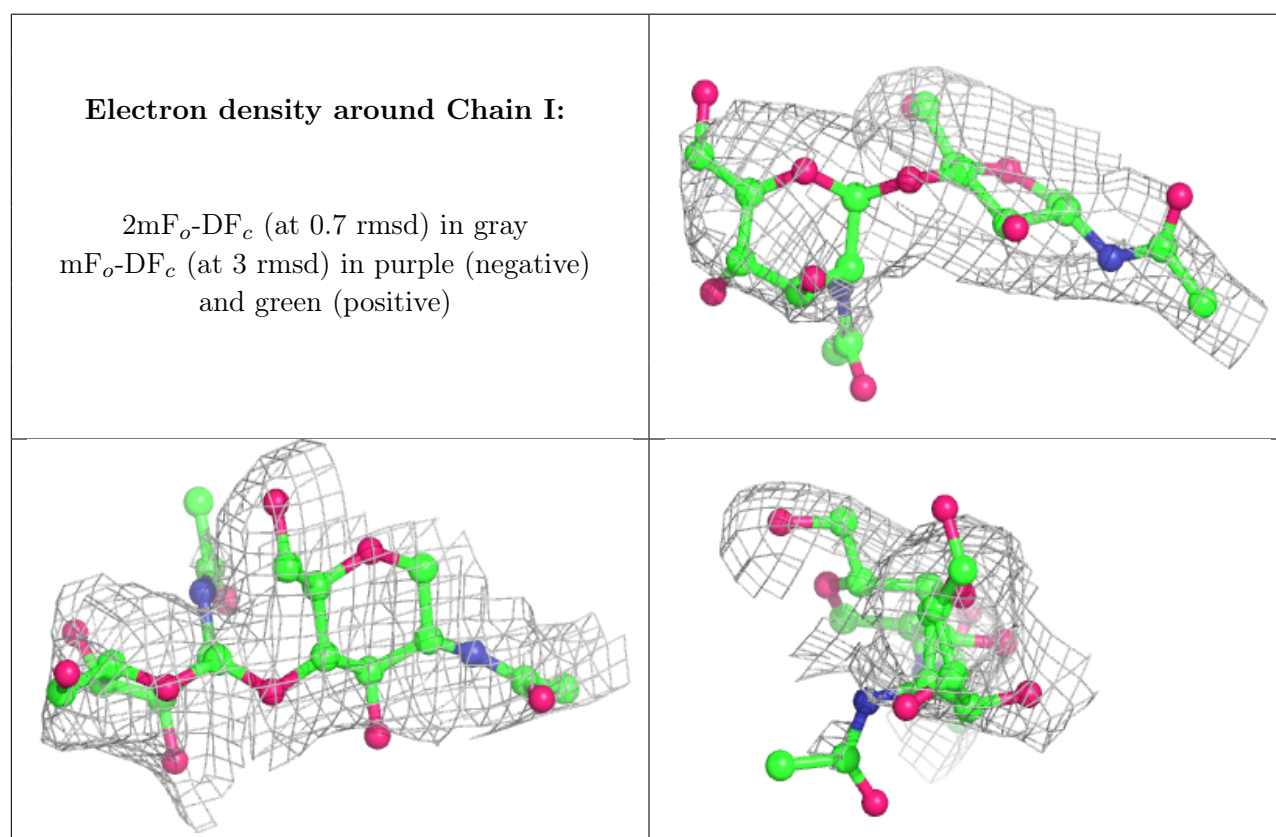 Electron density around Chain I:
2mFₒ-DF𝒸 (at 0.7 rmsd) in gray
mFₒ-DF𝒸 (at 3 rmsd) in purple (negative)
and green (positive)